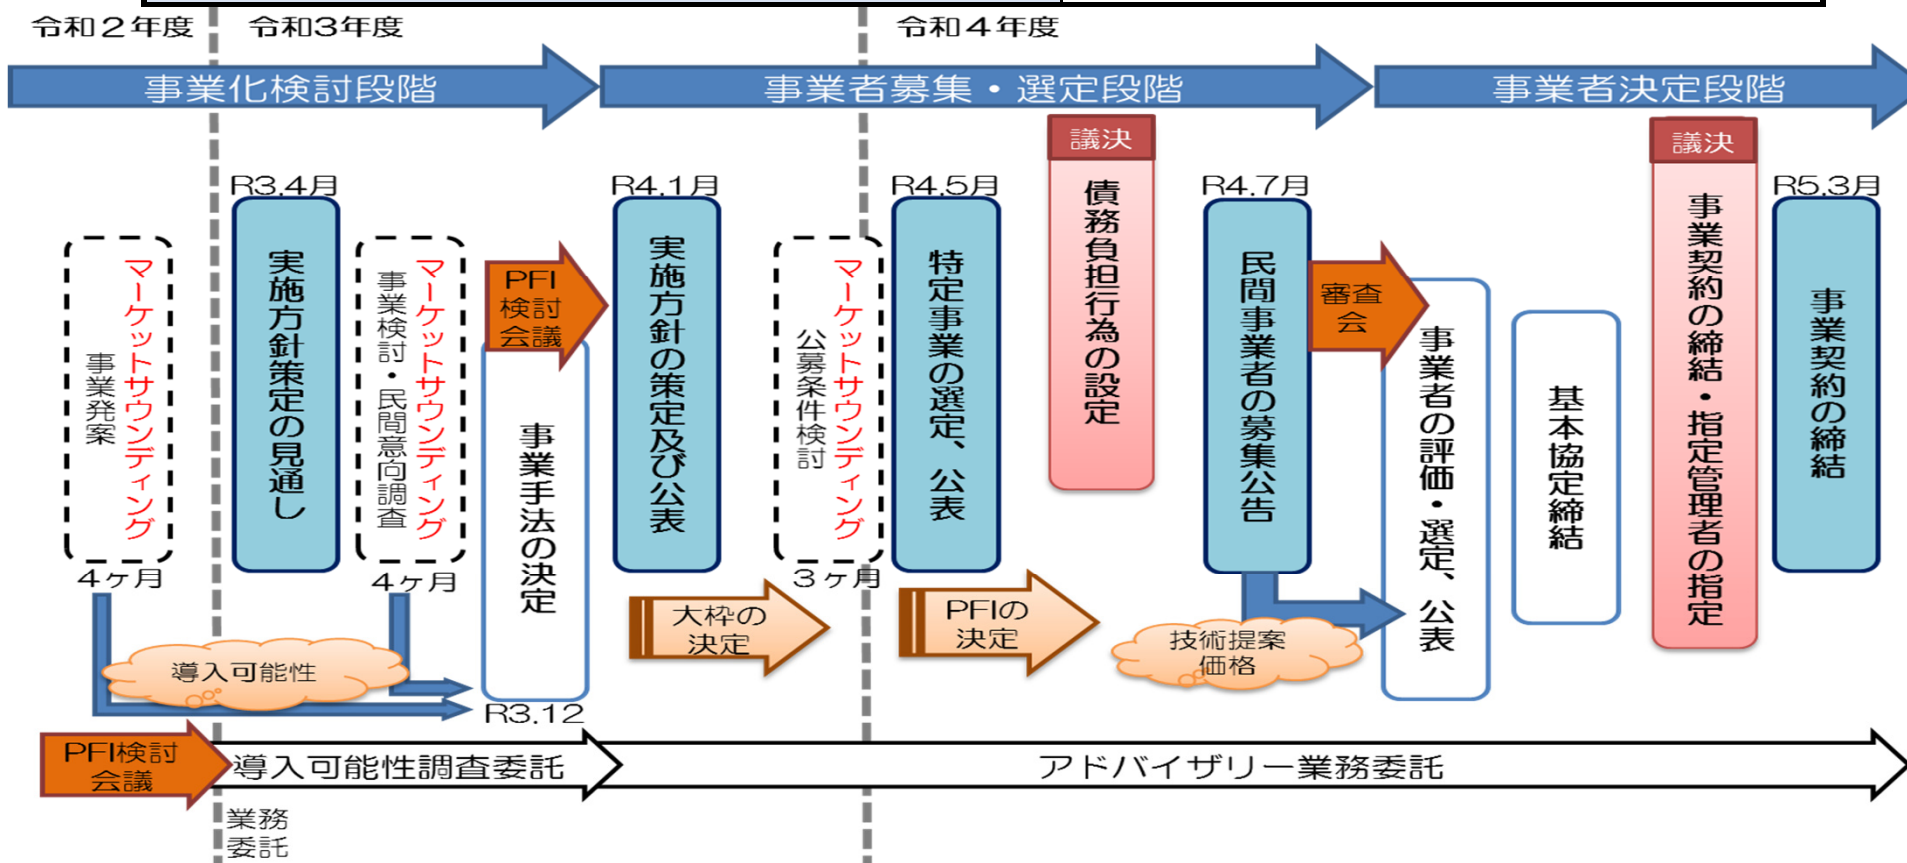 令和２年度
令和3年度
令和４年度
事業化検討段階
事業者募集・選定段階
事業者決定段階
マーケットサウンディング
事業発案
4ヶ月
R3.4月
実施方針策定の見通し
マーケットサウンディング
事業検討・民間意向調査
4ヶ月
PFI
検討
会議
事業手法の決定
R3.12
R4.1月
実施方針の策定及び公表
マーケットサウンディング
公募条件検討
3ヶ月
R4.5月
特定事業の選定、公表
議決
債務負担行為の設定
R4.7月
民間事業者の募集公告
審査
会
事業者の評価・選定、公表
基本協定締結
議決
事業契約の締結・指定管理者の指定
R5.3月
事業契約の締結
導入可能性
大枠の
決定
PFIの
決定
技術提案
価格
PFI検討
会議
導入可能性調査委託
アドバイザリー業務委託
業務
委託